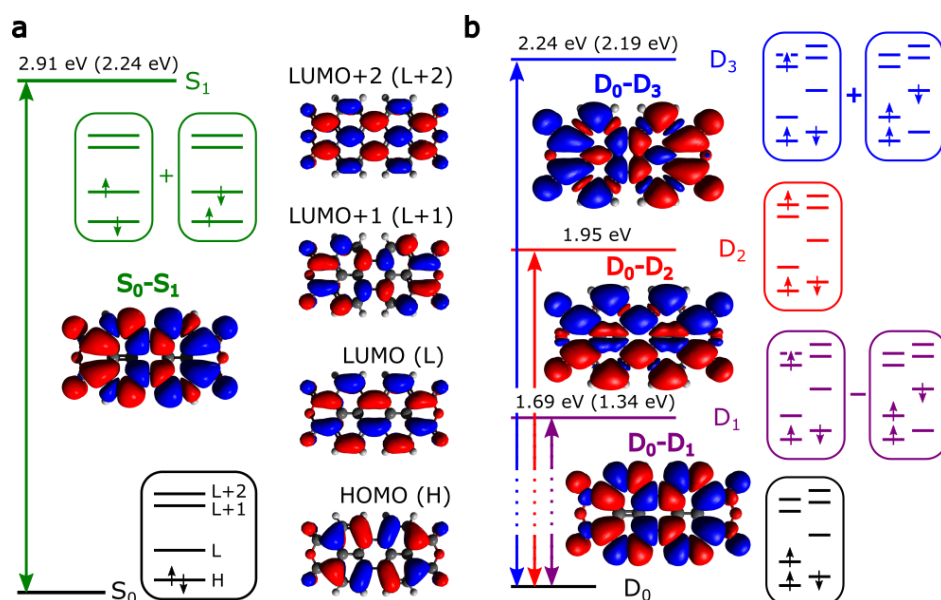 a
2.91 eV (2.24 eV)
S1
+
S0-S1
L+2
L+1
L
H
S0
LUMO+2 (L+2)
LUMO+1 (L+1)
LUMO (L)
HOMO (H)
b
2.24 eV (2.19 eV)
D3
D0-D3
+
1.95 eV
D2
D0-D2
1.69 eV (1.34 eV)
D1
D0-D1
−
D0